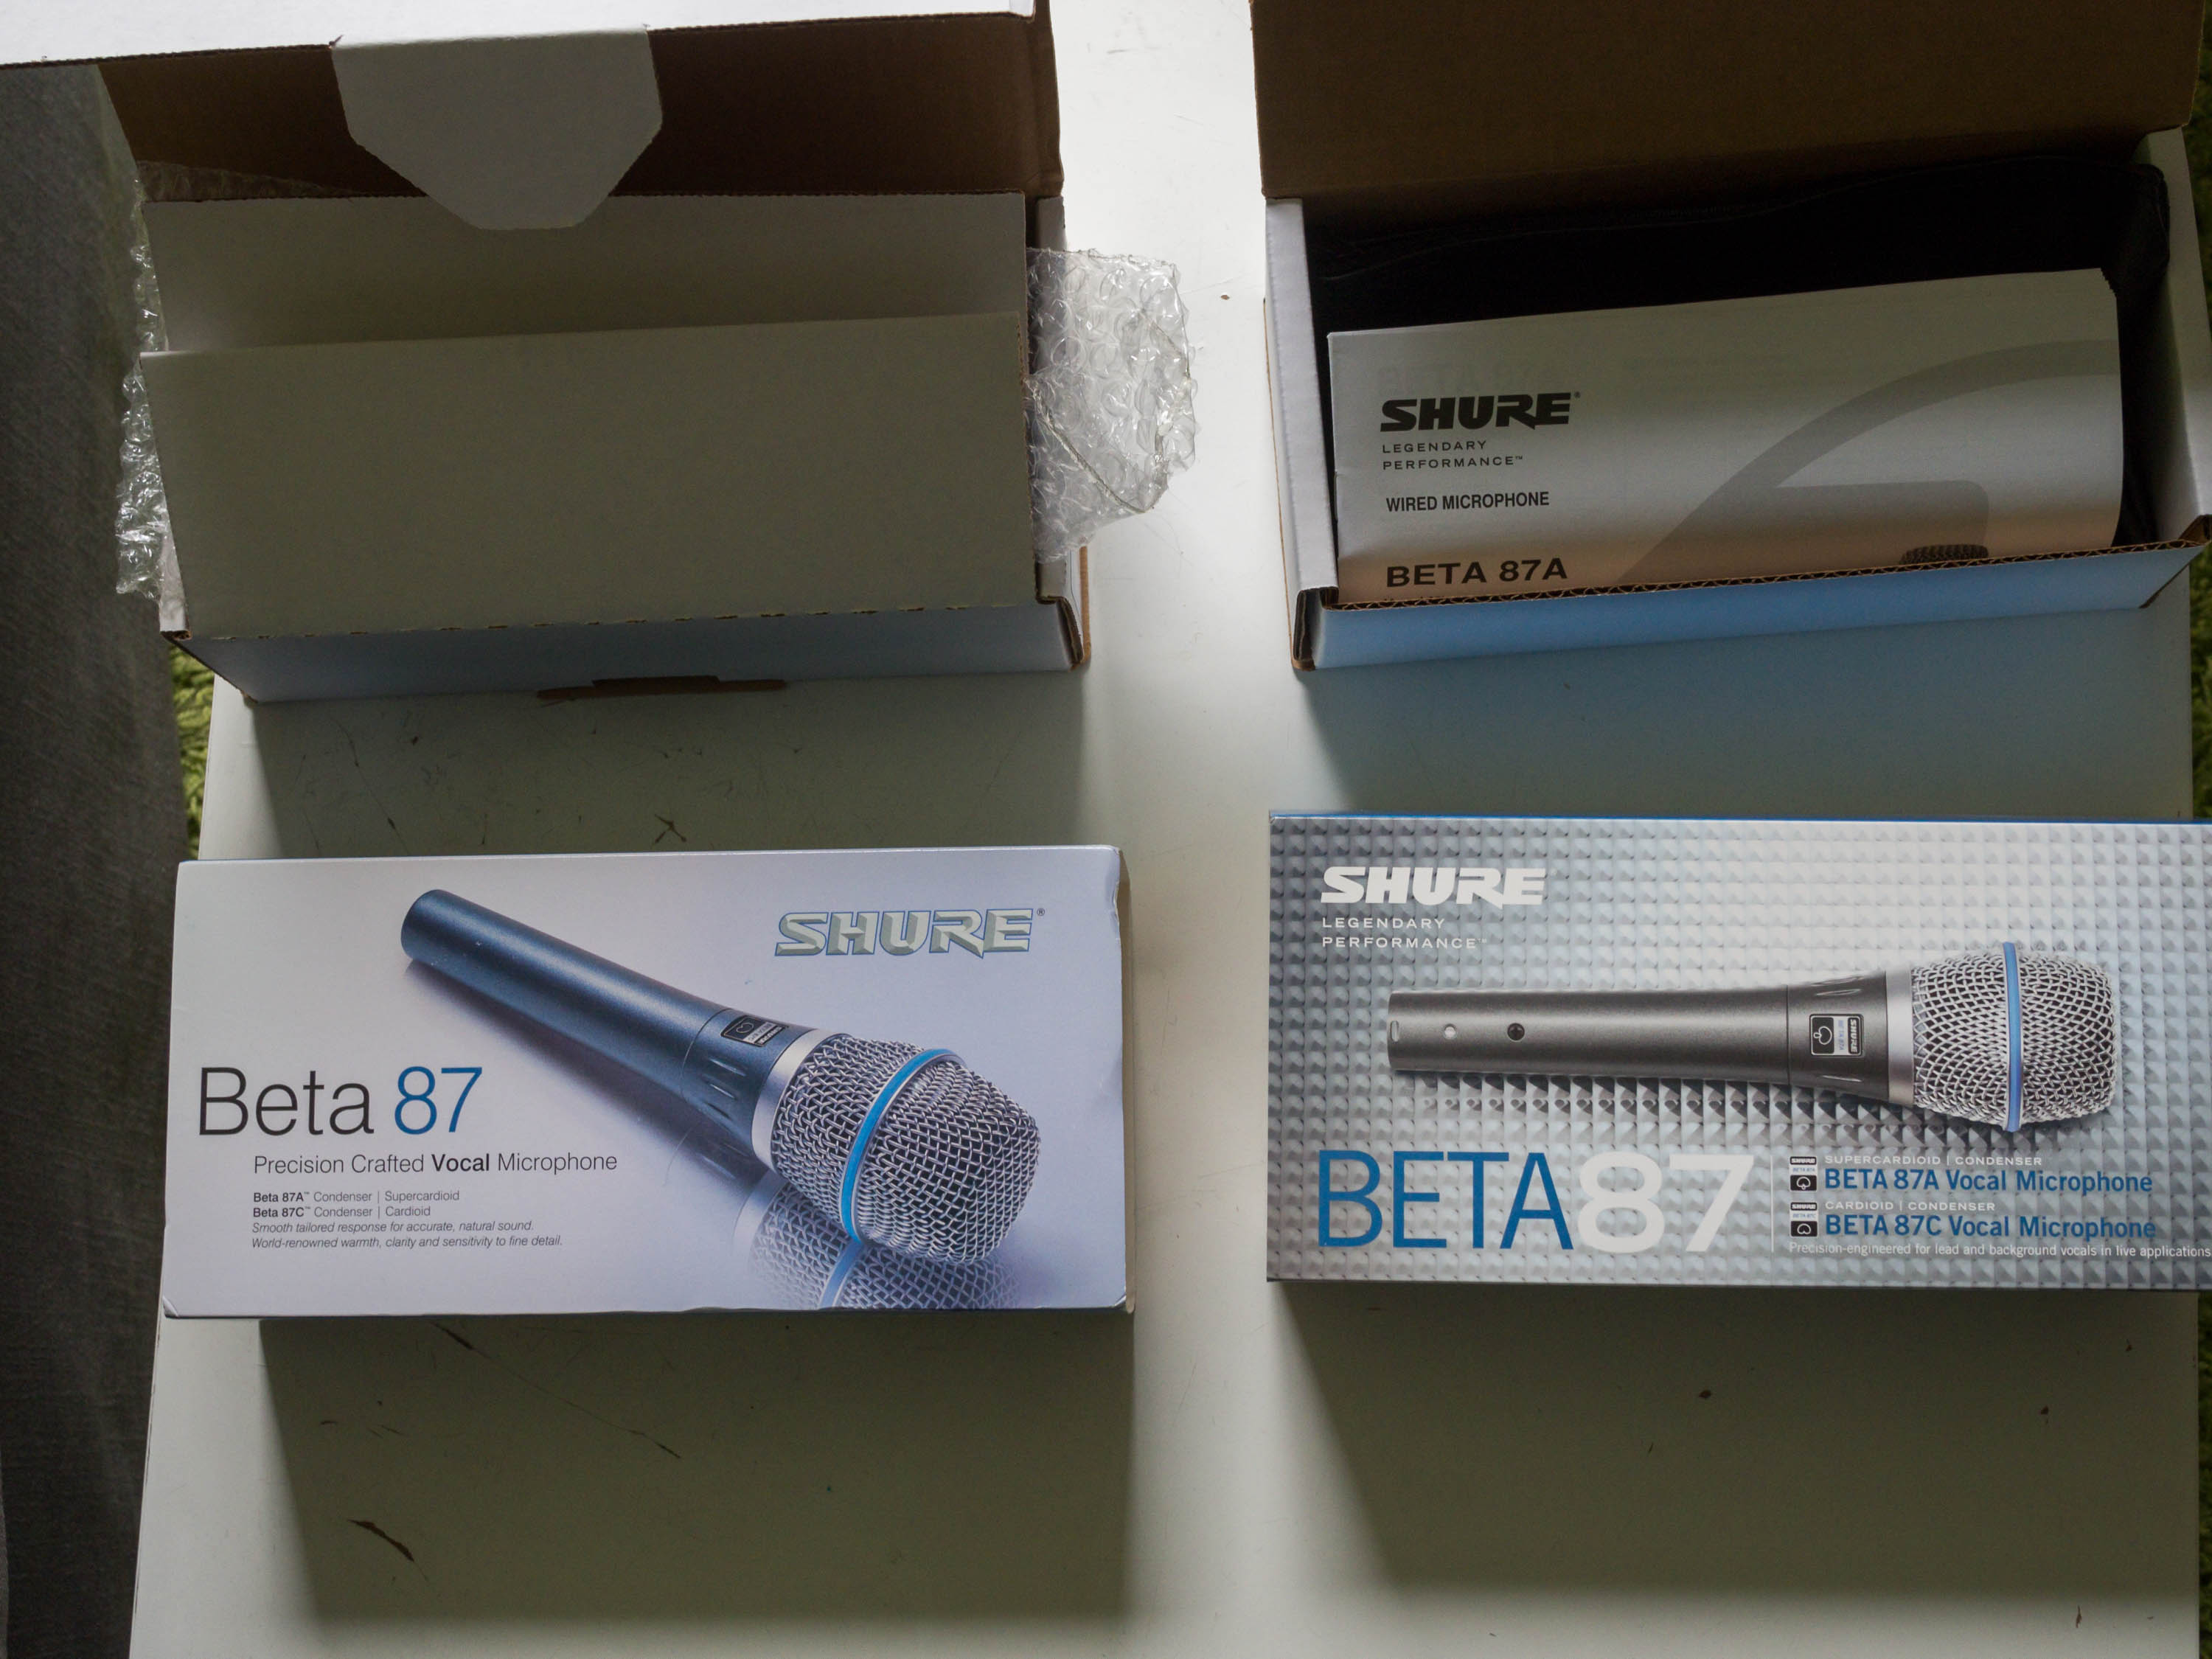 SHURE®
LEGENDARY
PERFORMANCE™
WIRED MICROPHONE
BETA 87A
SHURE®
Beta 87
Precision Crafted Vocal Microphone
Beta 87A™ Condenser | Supercardioid
Beta 87C™ Condenser | Cardioid
Smooth tailored response for accurate, natural sound.
World-renowned warmth, clarity and sensitivity to fine detail.
SHURE
LEGENDARY
PERFORMANCE™
SHURE
BETA 87
SUPERCARDIOID | CONDENSER
BETA 87A Vocal Microphone
CARDIOID | CONDENSER
BETA 87C Vocal Microphone
Precision-engineered for lead and background vocals in live applications